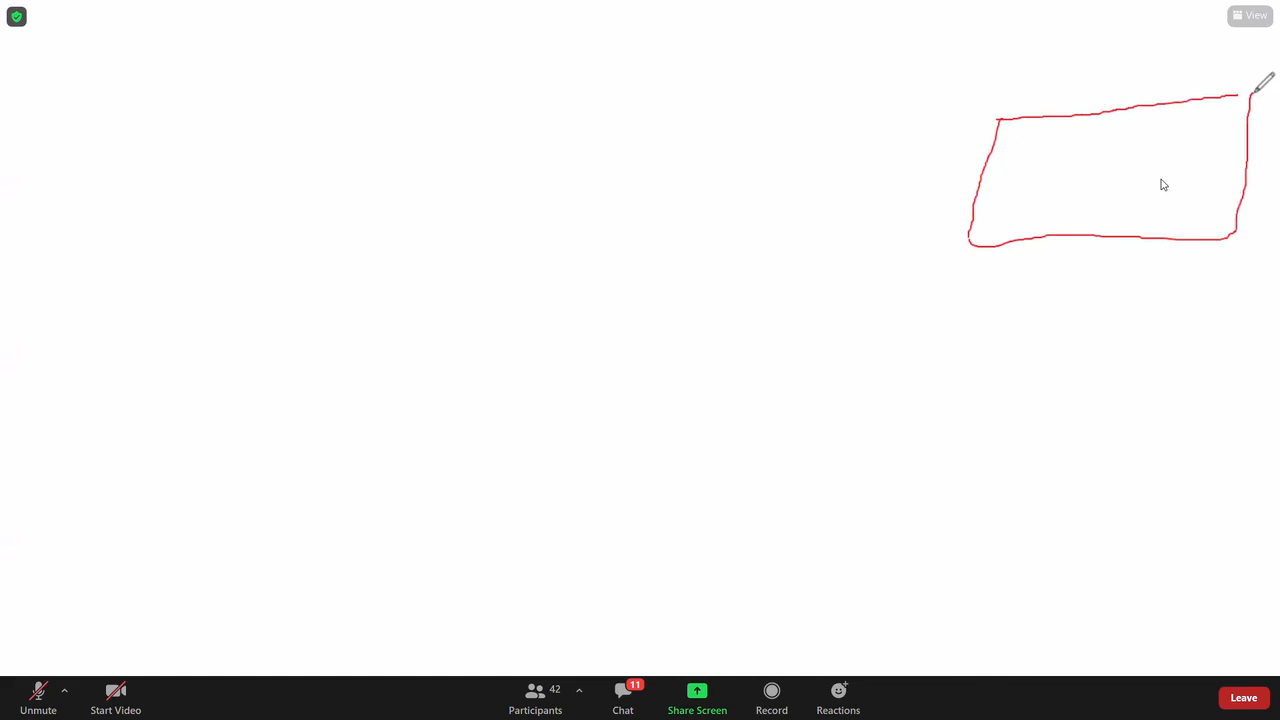 View
42
11
Unmute
Start Video
Participants
Chat
Share Screen
Record
Reactions
Leave